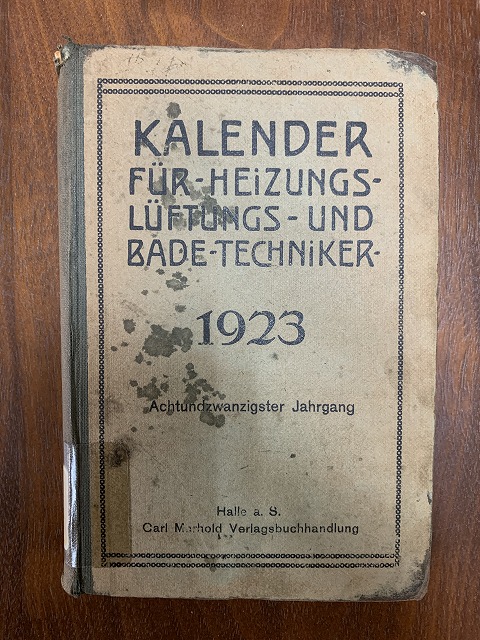 KALENDER
FÜR-HEiZUNGS-
LÜFTUNGS-UND
BADE-TECHNiKER-
1923
Achtundzwanzigster Jahrgang
Halle a. S.
Carl Marhold Verlagsbuchhandlung